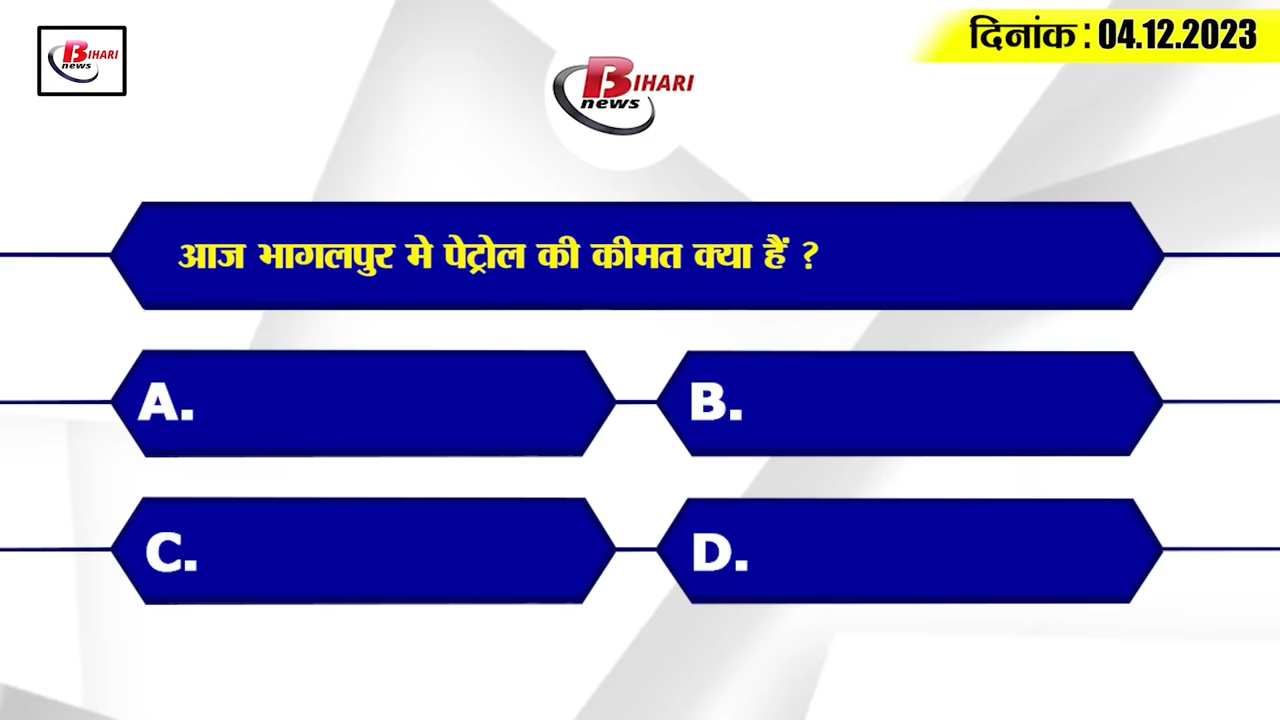 BIHARI
news
दिनांक : 04.12.2023
BIHARI
news
आज भागलपुर मे पेट्रोल की कीमत क्या हैं ?
A.
B.
C.
D.